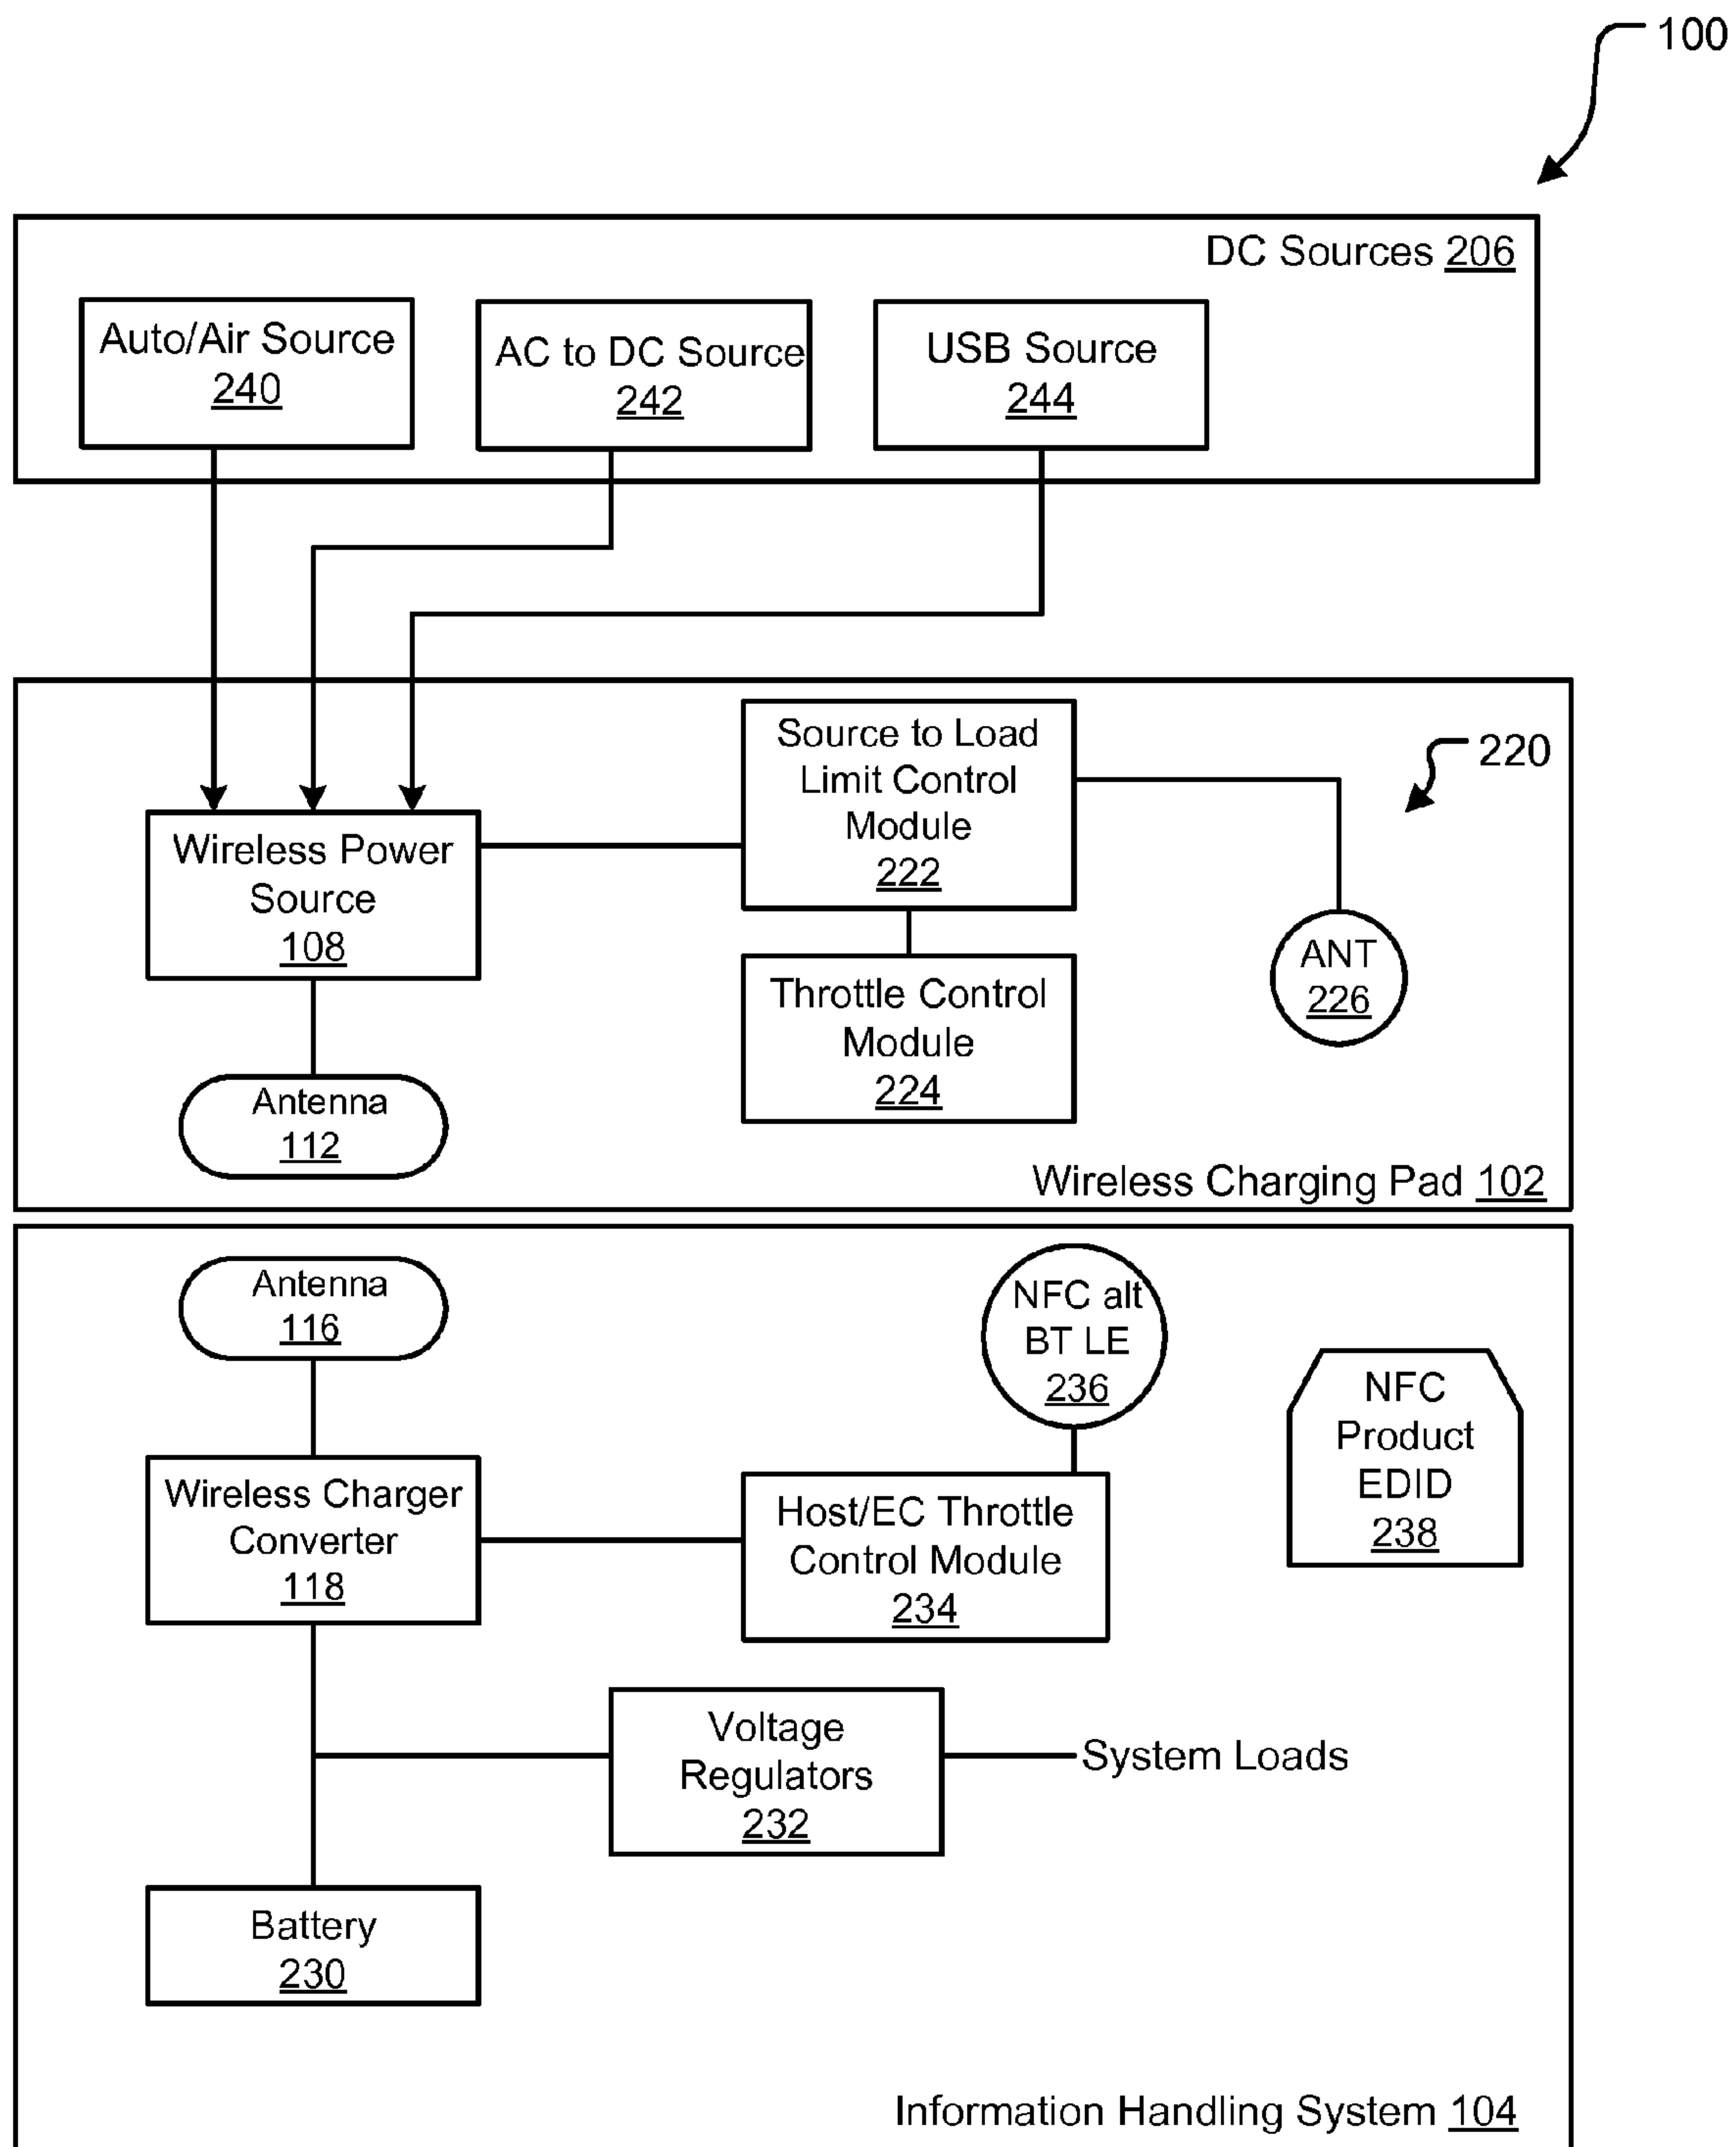 100
DC Sources 206
Auto/Air Source
240
AC to DC Source
242
USB Source
244
Source to Load
Limit Control
Module
222
220
Wireless Power
Source
108
ANT
226
Throttle Control
Module
224
Antenna
112
Wireless Charging Pad 102
Antenna
116
NFC alt
BT LE
236
NFC
Product
EDID
238
Wireless Charger
Converter
118
Host/EC Throttle
Control Module
234
Voltage
Regulators
232
System Loads
Battery
230
Information Handling System 104